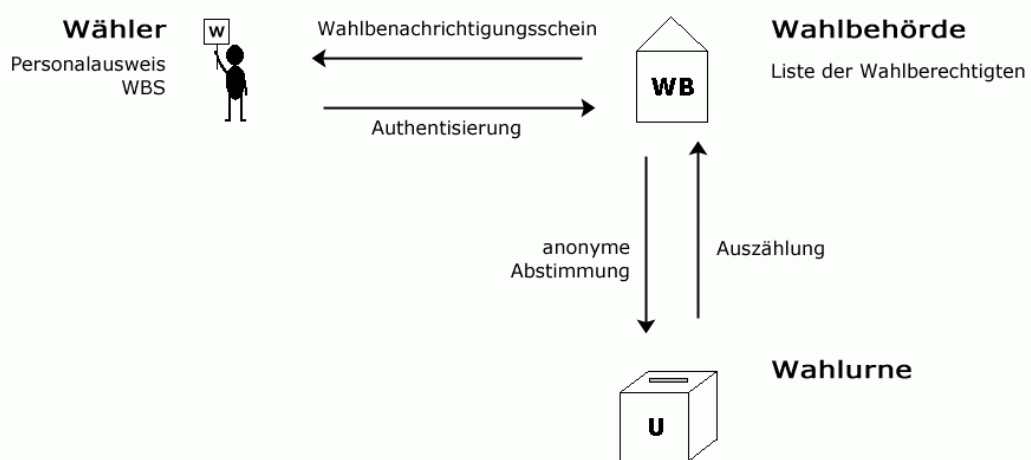 Wähler
Personalausweis
WBS
W
Wahlbenachrichtigungsschein
Authentisierung
WB
Wahlbehörde
Liste der Wahlberechtigten
anonyme
Abstimmung
Auszählung
U
Wahlurne